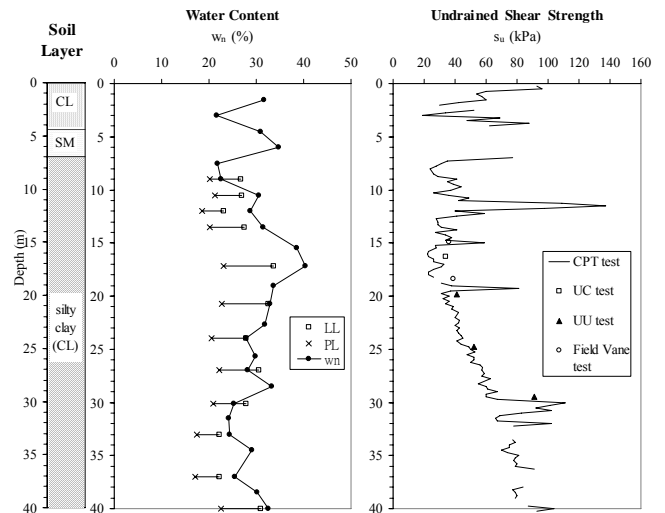 Water Content
wn (%)
Undrained Shear Strength
su (kPa)
Soil
Layer
0 10 20 30 40 50
0 20 40 60 80 100 120 140
CL
SM
silty
clay
(CL)
Depth (m)
0
5
10
15
20
25
30
35
40
LL
PL
wn
CPT test
UC test
UU test
Field Vane
test